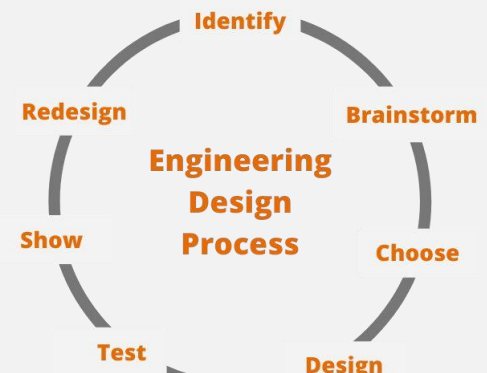 Identify
Brainstorm
Choose
Design
Test
Show
Redesign
Engineering
Design
Process